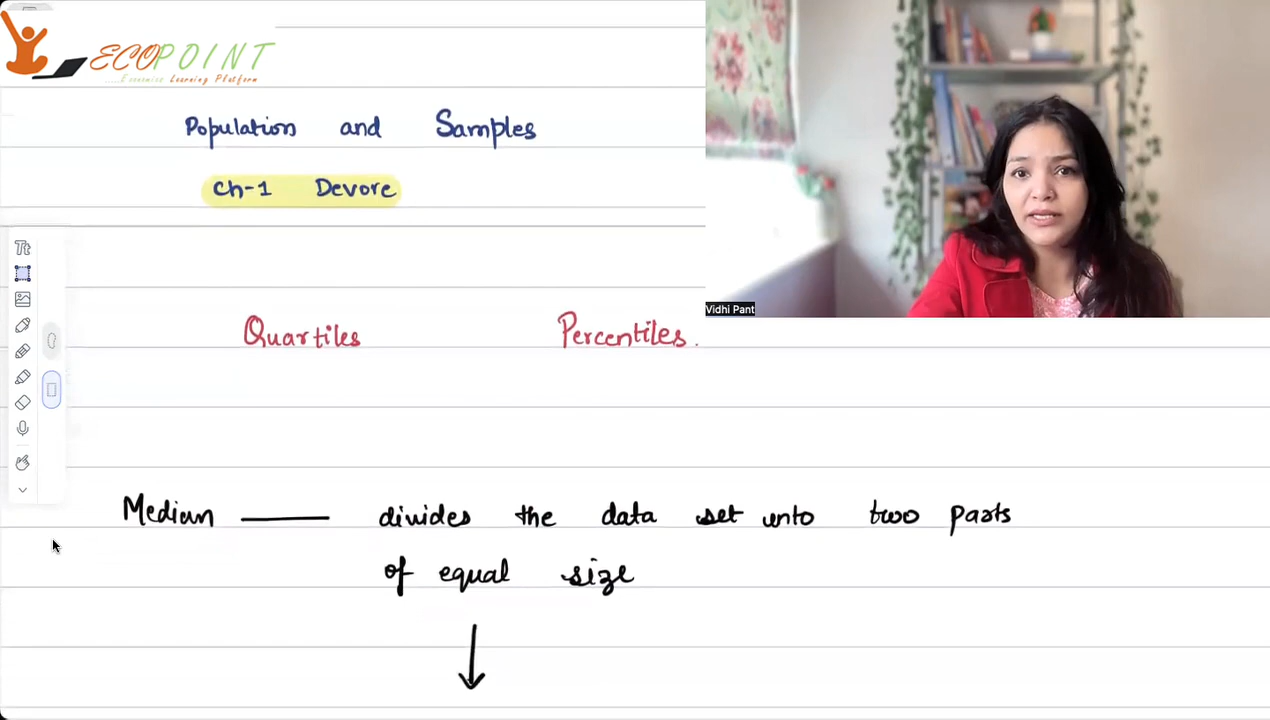 ECOPOINT
.....Economics Learning Platform
Population and Samples
Ch-1 Devore
Vidhi Pant
Tt
Quartiles Percentiles.
Median —— divides the data set into two parts
of equal size